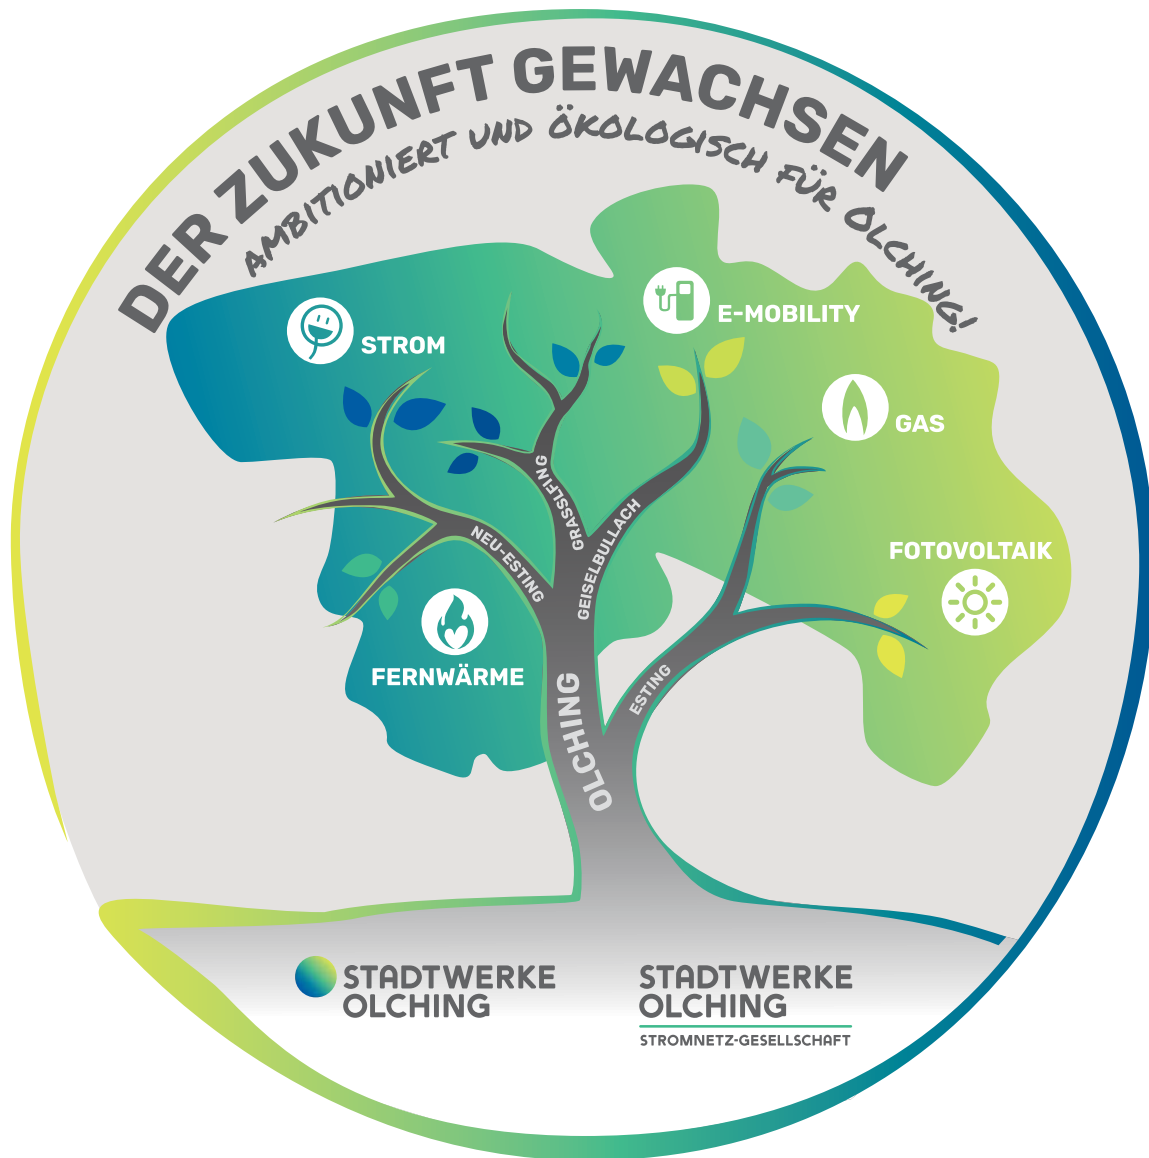 DER ZUKUNFT GEWACHSEN
AMBITIONIERT UND ÖKOLOGISCH FÜR OLCHING!
STROM
E-MOBILITY
GAS
FOTOVOLTAIK
FERNWÄRME
NEU-ESTING
GRASSLFING
GEISELBULLACH
ESTING
OLCHING
STADTWERKE
OLCHING
STADTWERKE
OLCHING
STROMNETZ-GESELLSCHAFT